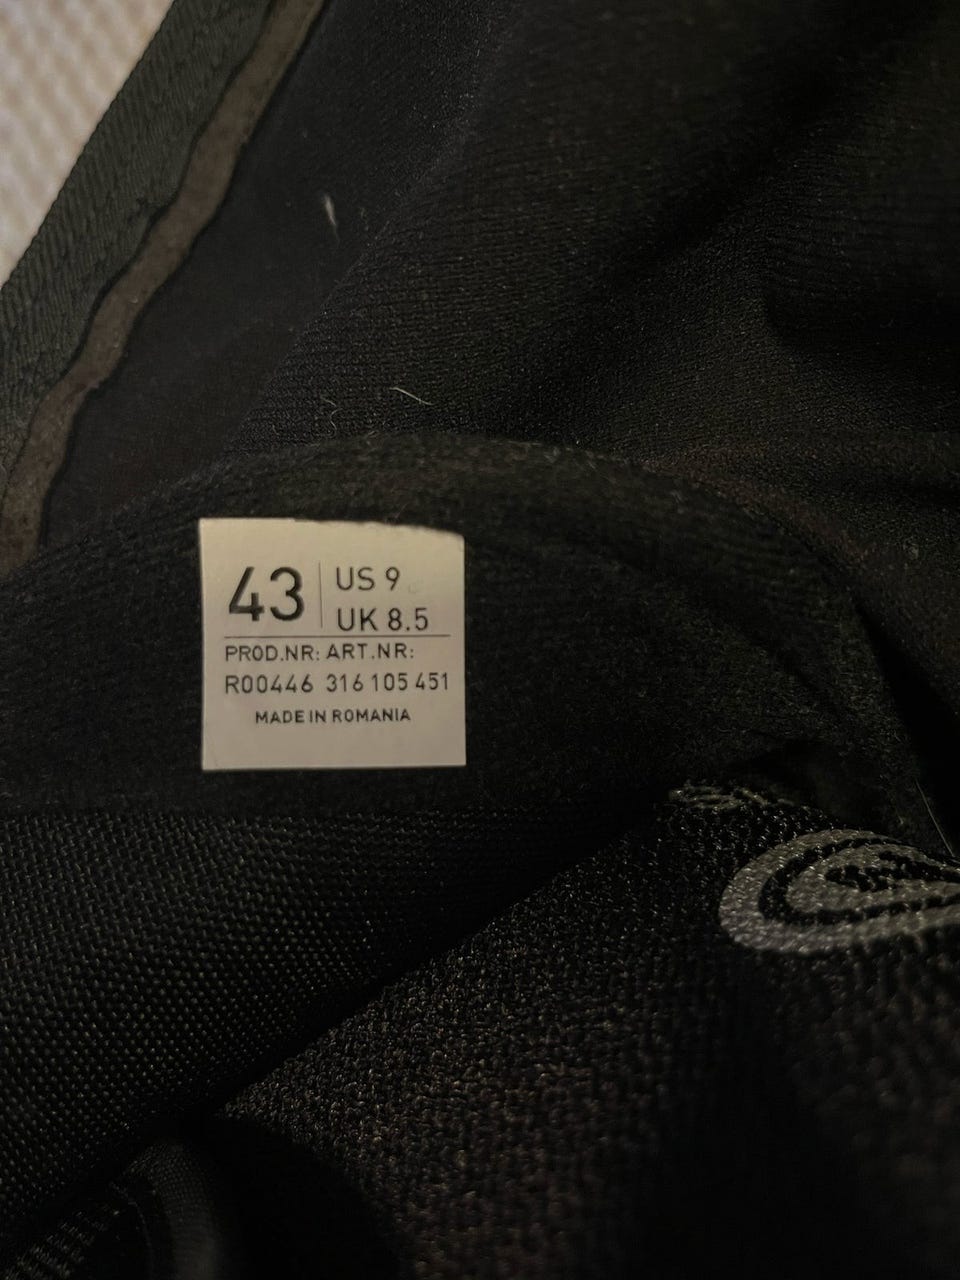 43
US 9
UK 8.5
PROD.NR: ART.NR:
R00446 316 105 451
MADE IN ROMANIA